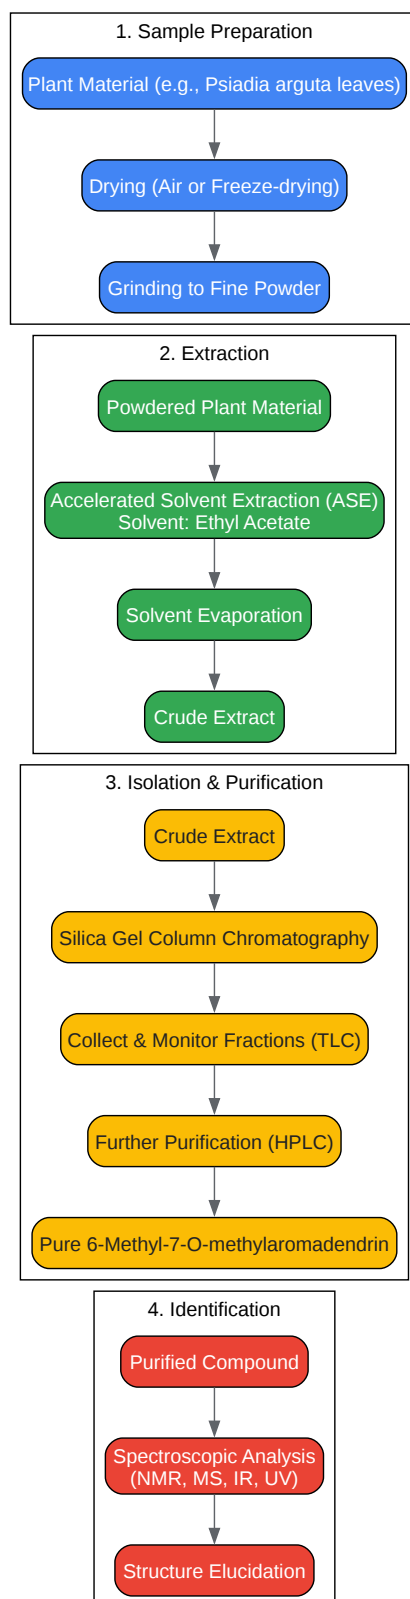 1. Sample Preparation
Plant Material (e.g., Psiadia arguta leaves)
Drying (Air or Freeze-drying)
Grinding to Fine Powder
2. Extraction
Powdered Plant Material
Accelerated Solvent Extraction (ASE)
Solvent: Ethyl Acetate
Solvent Evaporation
Crude Extract
3. Isolation & Purification
Crude Extract
Silica Gel Column Chromatography
Collect & Monitor Fractions (TLC)
Further Purification (HPLC)
Pure 6-Methyl-7-O-methylaromadendrin
4. Identification
Purified Compound
Spectroscopic Analysis
(NMR, MS, IR, UV)
Structure Elucidation